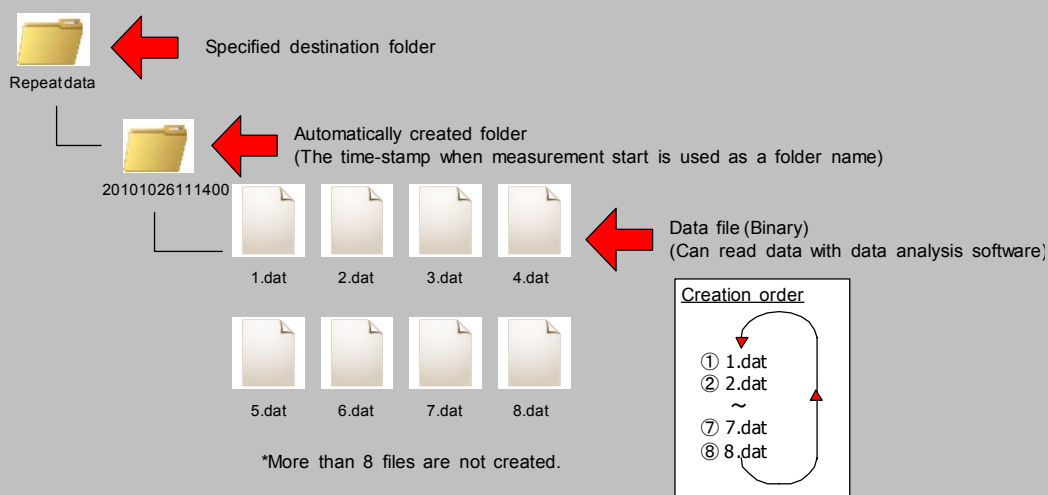 Specified destination folder
Repeat data
Automatically created folder
(The time-stamp when measurement start is used as a folder name)
20101026111400
Data file (Binary)
(Can read data with data analysis software)
1.dat
2.dat
3.dat
4.dat
Creation order
① 1.dat
② 2.dat
~
⑦ 7.dat
⑧ 8.dat
5.dat
6.dat
7.dat
8.dat
*More than 8 files are not created.